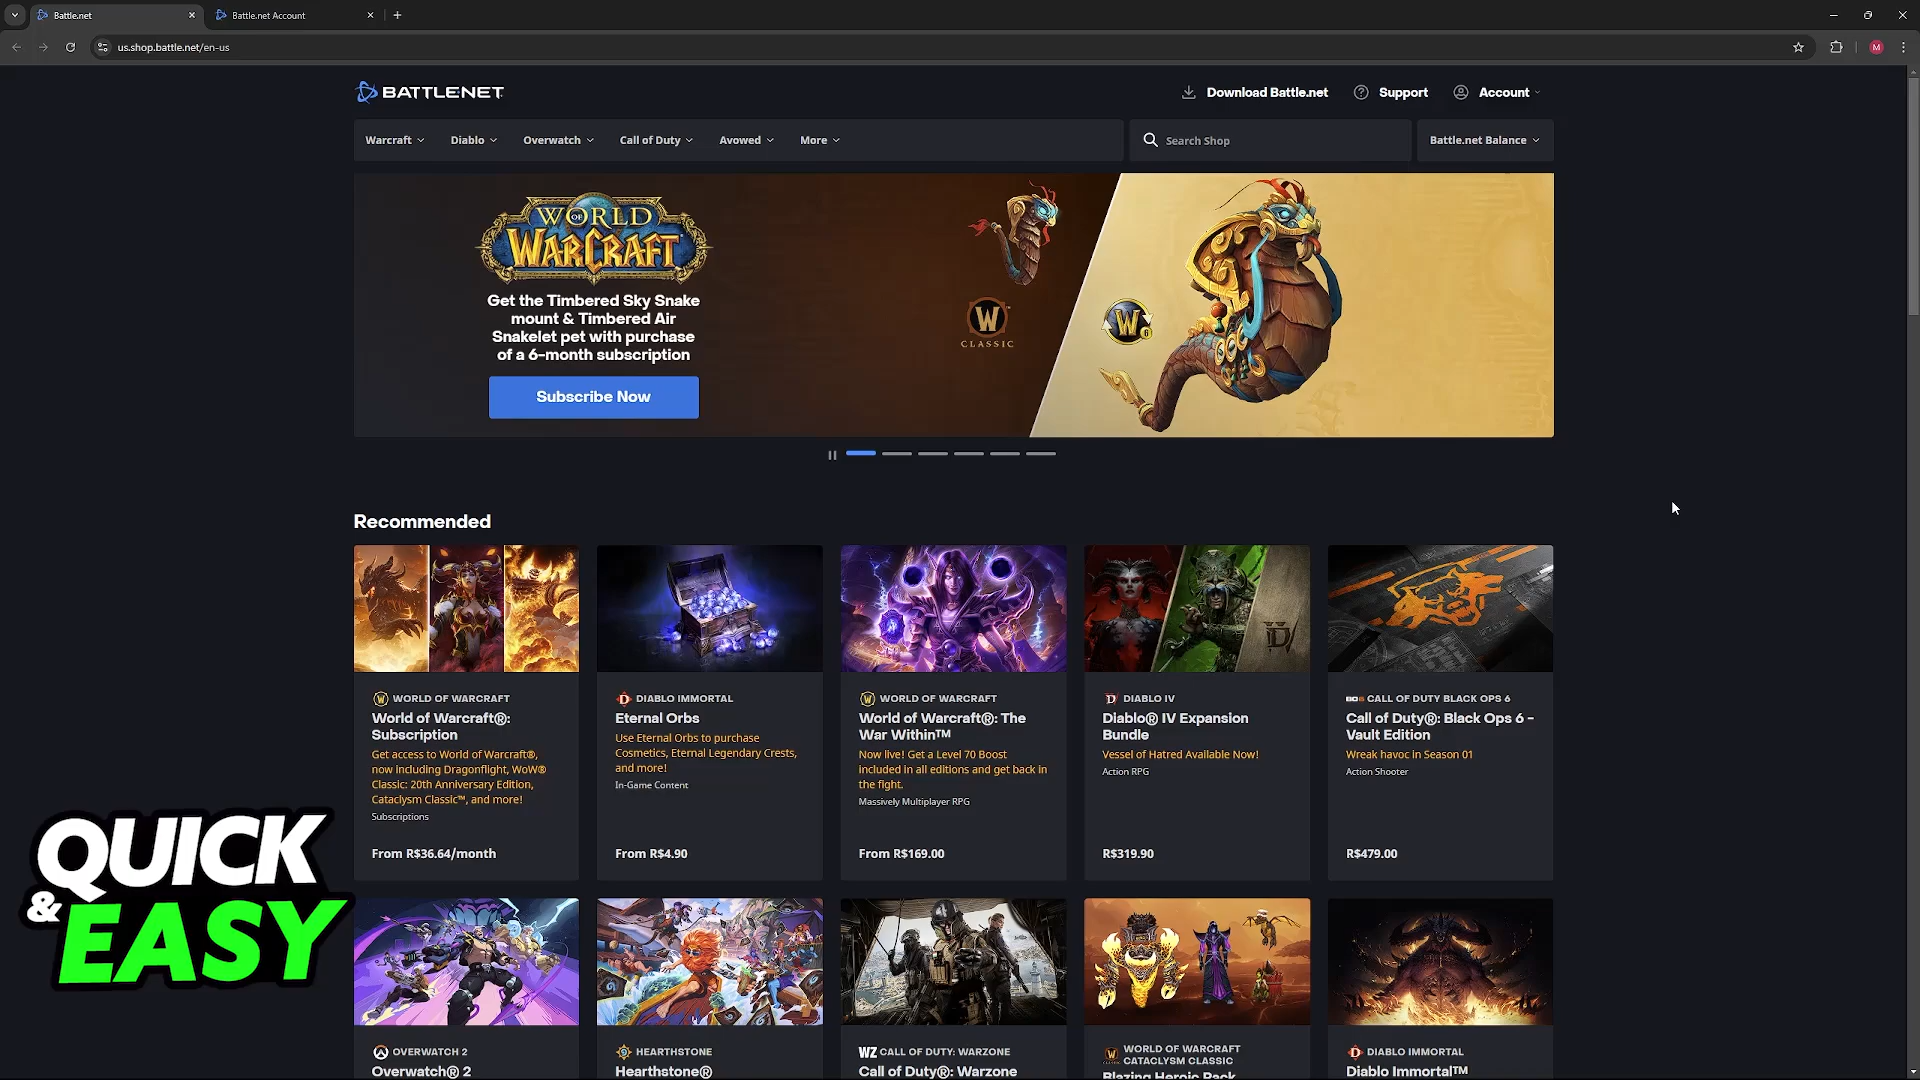 Battle.net
Battle.net Account
us.shop.battle.net/en-us
M
BATTLE.NET
Download Battle.net
Support
Account
Warcraft
Diablo
Overwatch
Call of Duty
Avowed
More
Search Shop
Battle.net Balance
WORLD OF WARCRAFT
Get the Timbered Sky Snake
mount & Timbered Air
Snakelet pet with purchase
of a 6-month subscription
Subscribe Now
W
CLASSIC
W
6
Recommended
WORLD OF WARCRAFT
World of Warcraft®:
Subscription
Get access to World of Warcraft®,
now including Dragonflight, WoW®
Classic: 20th Anniversary Edition,
Cataclysm Classic™, and more!
Subscriptions
From R$36.64/month
DIABLO IMMORTAL
Eternal Orbs
Use Eternal Orbs to purchase
Cosmetics, Eternal Legendary Crests,
and more!
In-Game Content
From R$4.90
WORLD OF WARCRAFT
World of Warcraft®: The
War Within™
Now live! Get a Level 70 Boost
included in all editions and get back in
the fight.
Massively Multiplayer RPG
From R$169.00
DIABLO IV
Diablo® IV Expansion
Bundle
Vessel of Hatred Available Now!
Action RPG
R$319.90
CALL OF DUTY BLACK OPS 6
Call of Duty®: Black Ops 6 -
Vault Edition
Wreak havoc in Season 01
Action Shooter
R$479.00
OVERWATCH 2
Overwatch® 2
HEARTHSTONE
Hearthstone®
WZ CALL OF DUTY: WARZONE
Call of Duty®: Warzone
WORLD OF WARCRAFT
CATACLYSM CLASSIC
Blazing Heroic Pack
DIABLO IMMORTAL
Diablo Immortal™
QUICK
& EASY